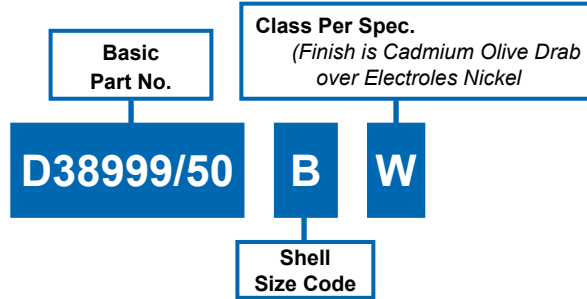 Basic
Part No.
Class Per Spec.
(Finish is Cadmium Olive Drab
over Electroles Nickel
D38999/50 B W
Shell
Size Code